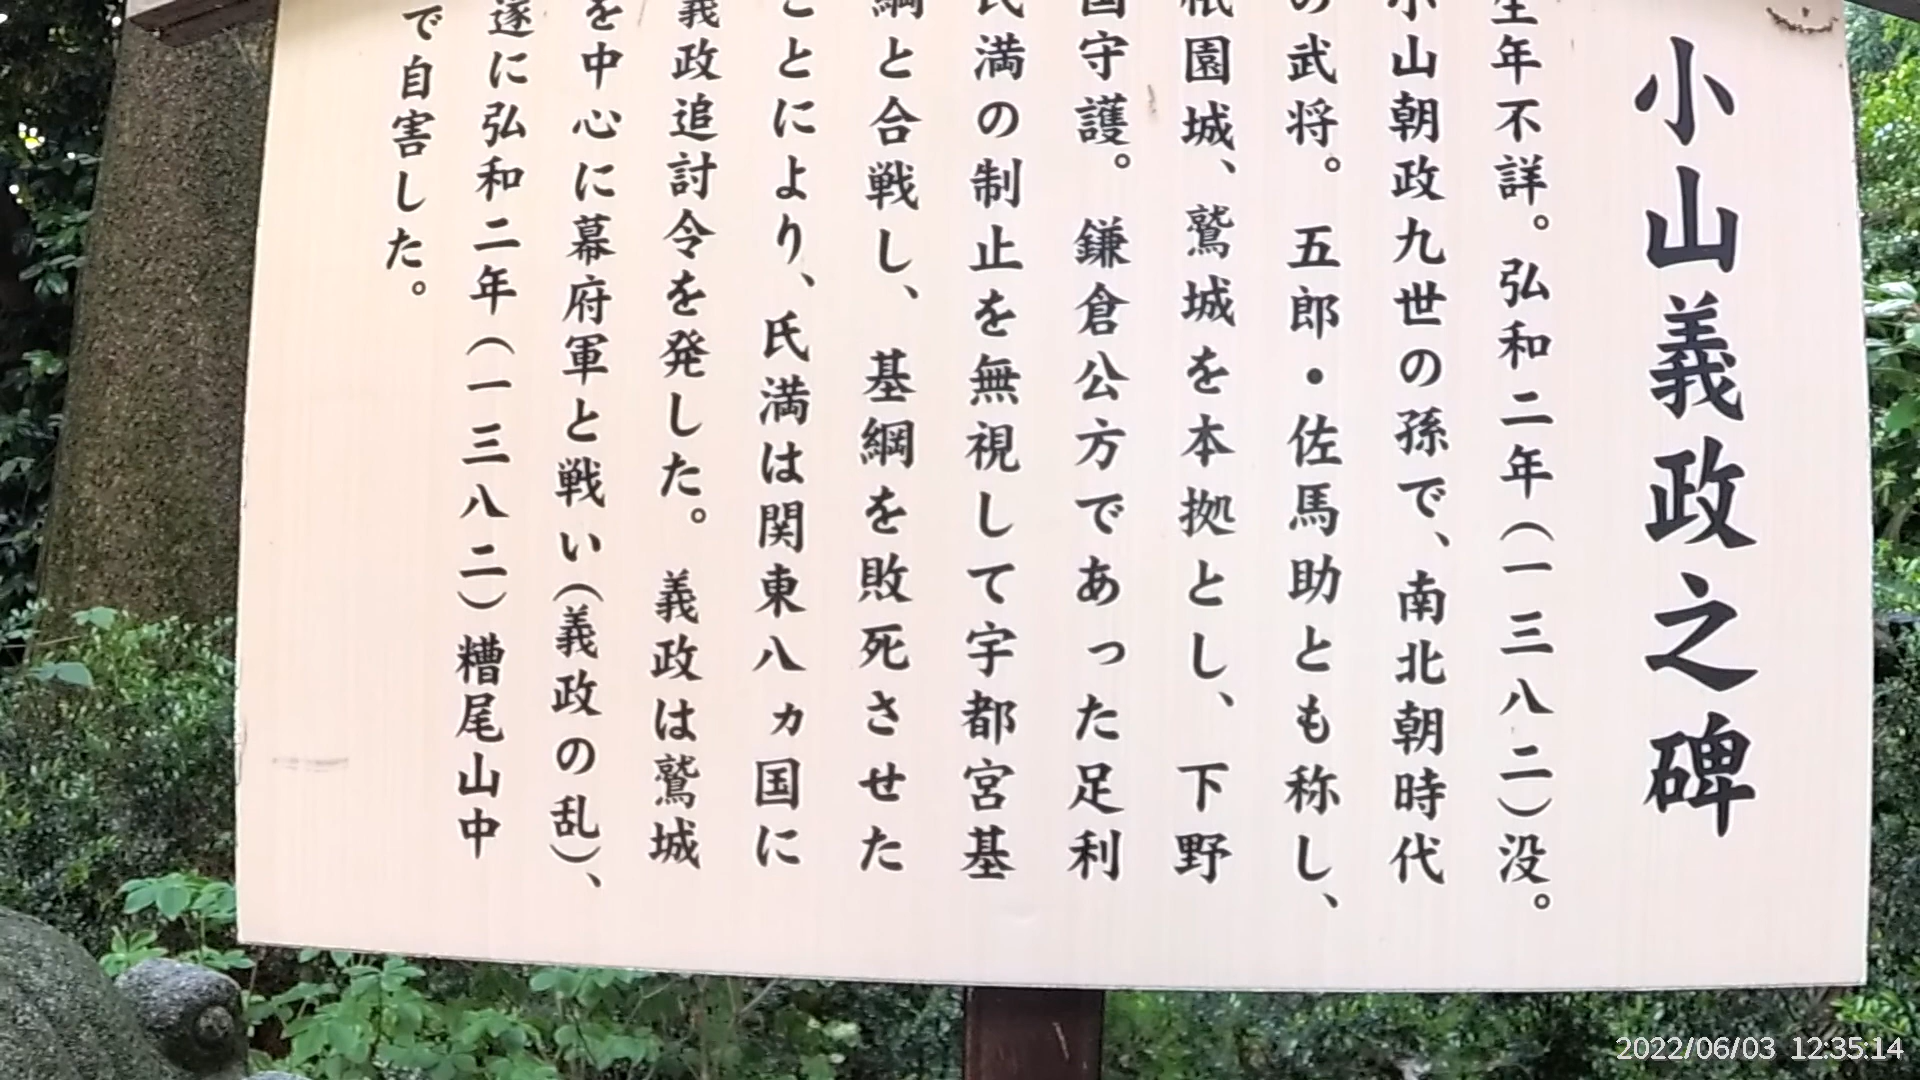 小山義政之碑
生年不詳。弘和二年(一三八二)没。
小山朝政九世の孫で、南北朝時代
の武将。五郎・佐馬助とも称し、
祇園城、鷲城を本拠とし、下野
国守護。鎌倉公方であった足利
氏満の制止を無視して宇都宮基
綱と合戦し、基綱を敗死させた
ことにより、氏満は関東八ヵ国に
義政追討令を発した。義政は鷲城
を中心に幕府軍と戦い(義政の乱)、
遂に弘和二年(一三八二)糟尾山中
で自害した。
2022/06/03 12:35:14